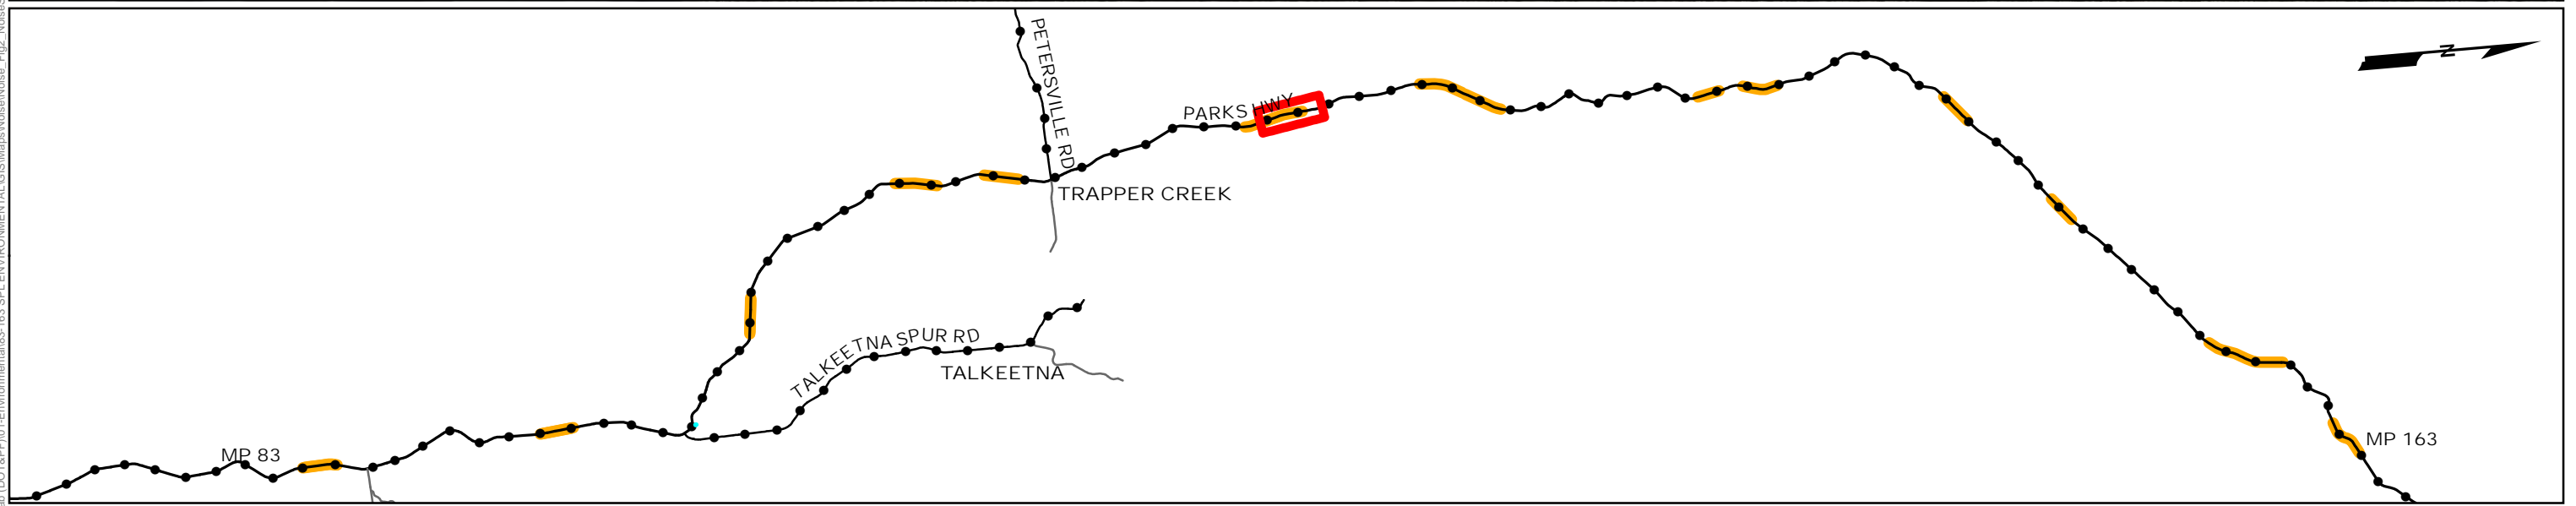 PETERSVILLE RD
PARKS HWY
N
TRAPPER CREEK
TALKEETNA SPUR RD
TALKEETNA
MP 83
MP 163